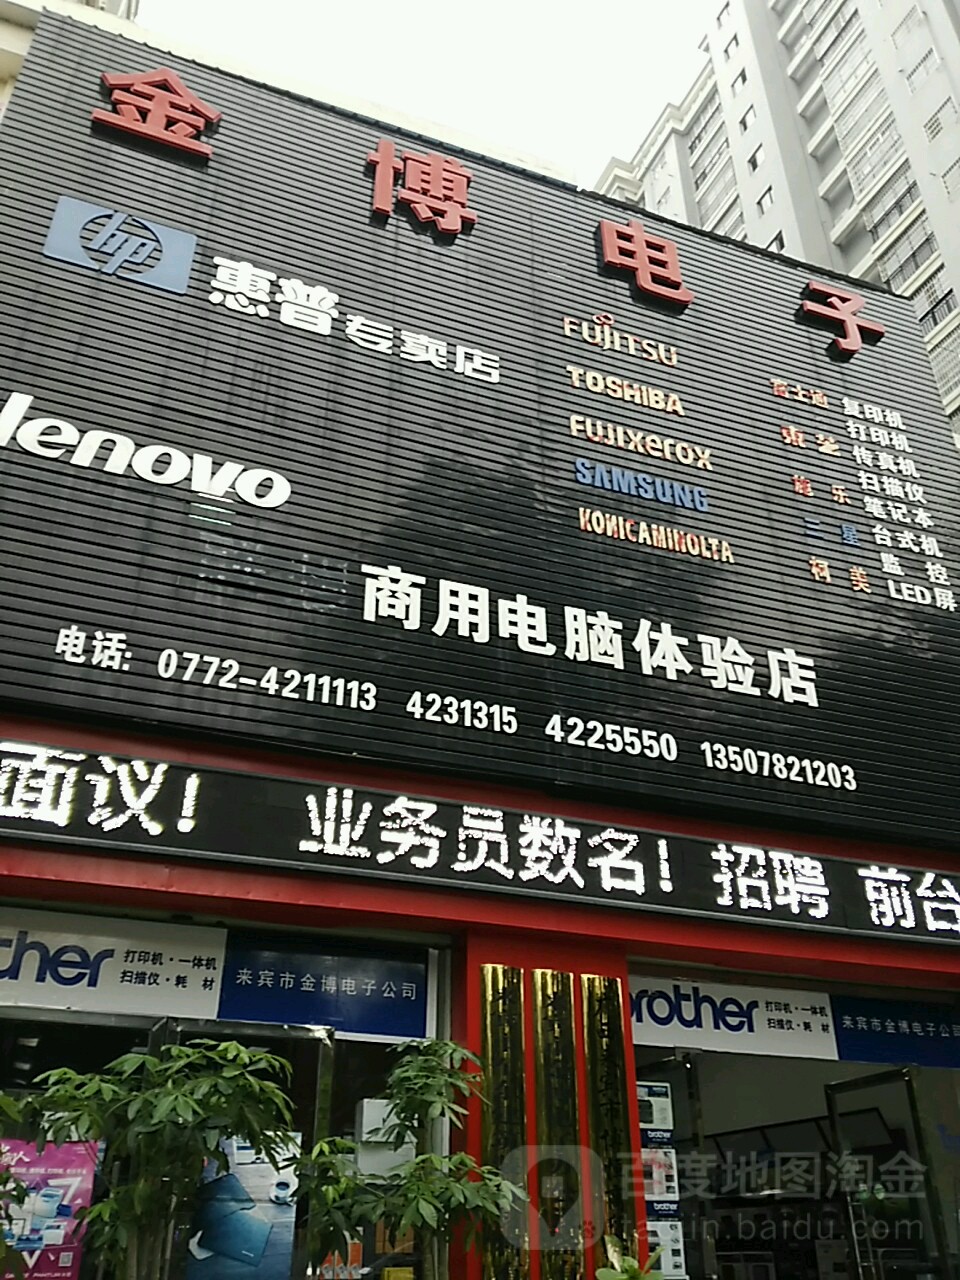 金博电子
hp 惠普专卖店
lenovo
FUJITSU
TOSHIBA
FUJIXEROX
SAMSUNG
KONICAMINOLTA
富士通
东芝
施乐
三星
柯美
复印机
打印机
传真机
扫描仪
笔记本
台式机
监控
LED屏
商用电脑体验店
电话: 0772-4211113 4231315 4225550 13507821203
面议! 业务员数名! 招聘 前台
ther 打印机·一体机
扫描仪·耗材
来宾市金博电子公司
brother 打印机·一体机
扫描仪·耗材
来宾市金博电子公司
brother
brother
百度地图淘金
taojin.baidu.com